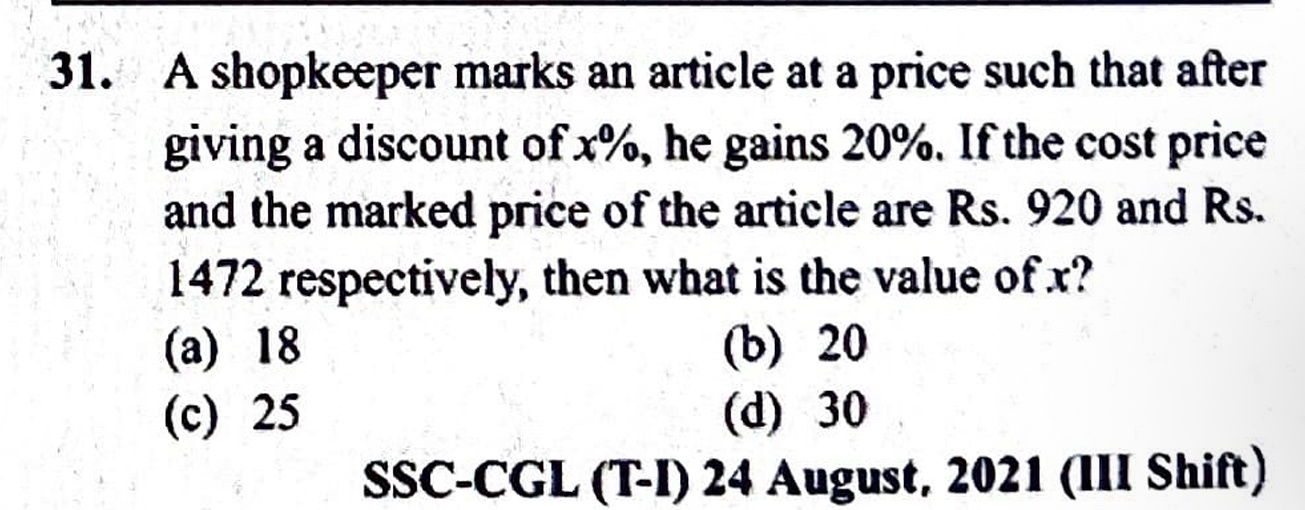 31. A shopkeeper marks an article at a price such that after
giving a discount of x%, he gains 20%. If the cost price
and the marked price of the article are Rs. 920 and Rs.
1472 respectively, then what is the value of x?
(a) 18 (b) 20
(c) 25 (d) 30
SSC-CGL (T-I) 24 August, 2021 (III Shift)